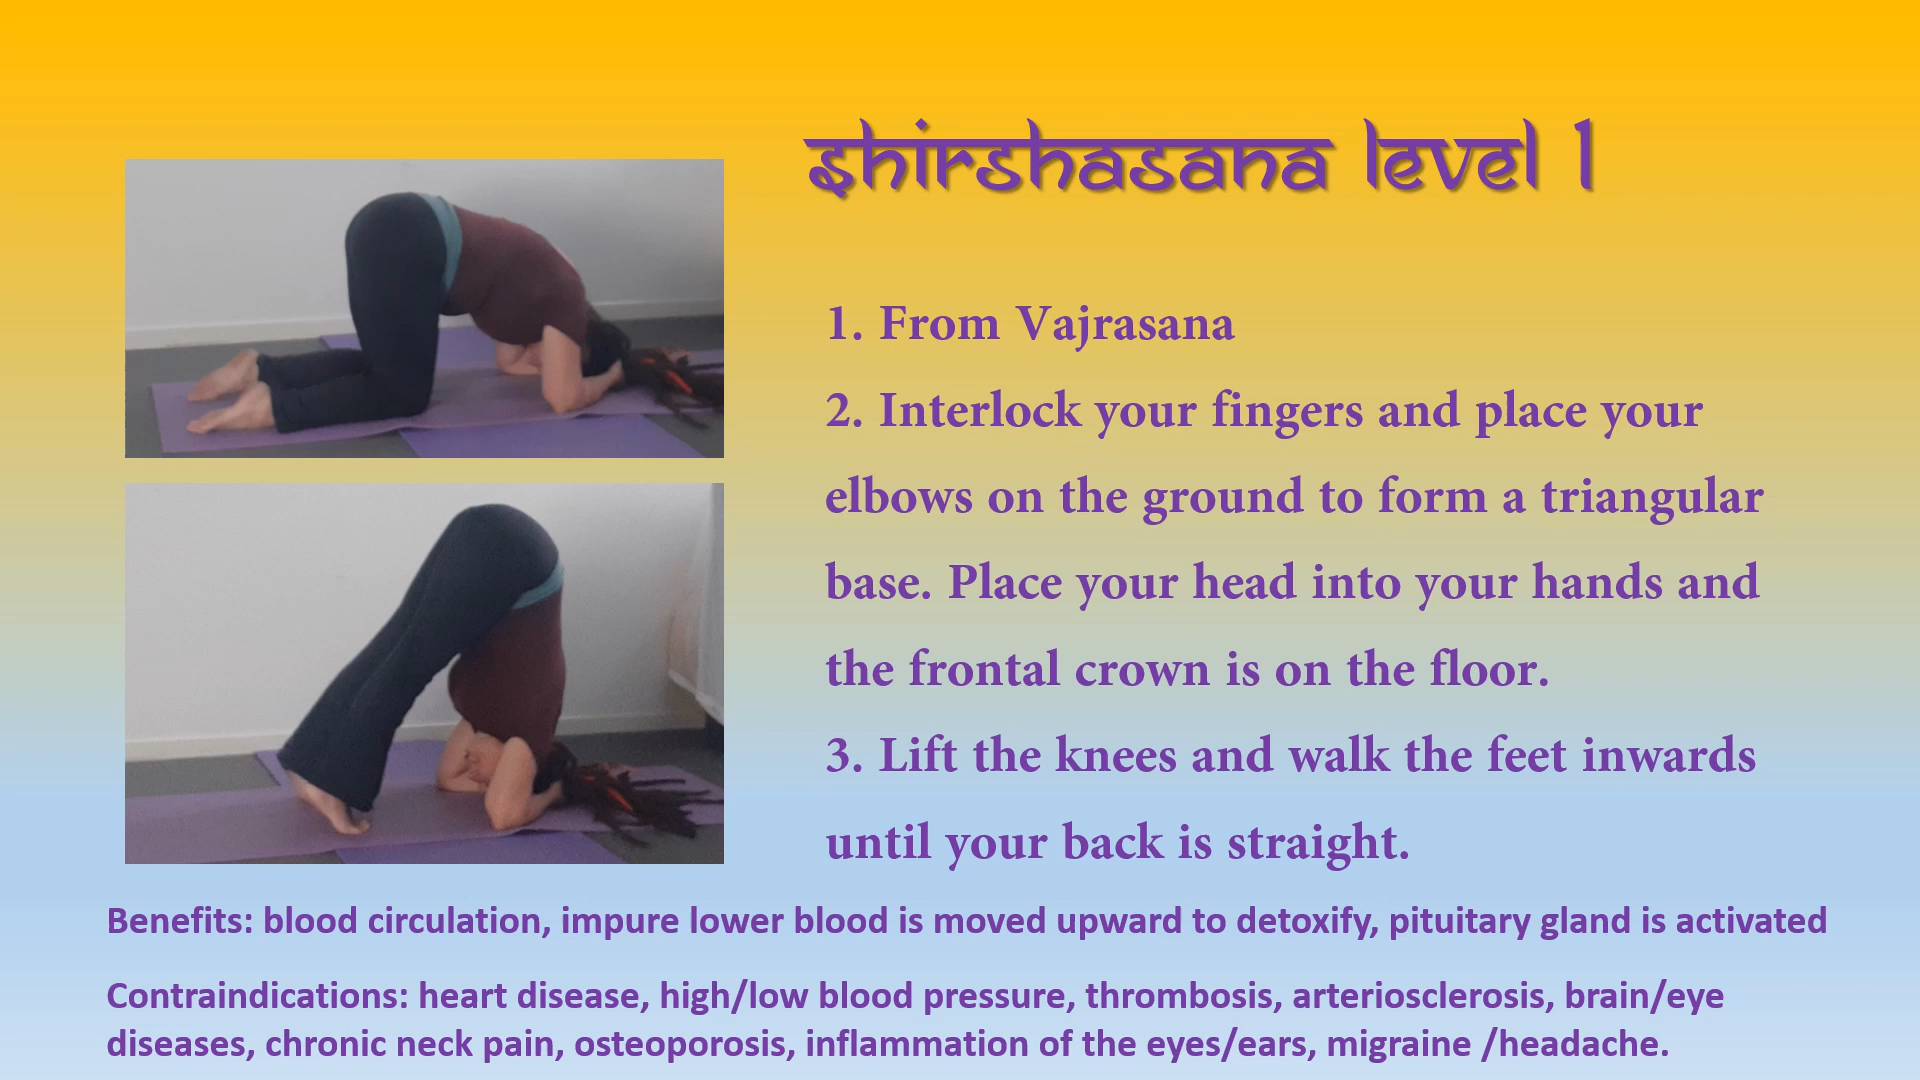 Shirshasana level 1
1. From Vajrasana
2. Interlock your fingers and place your
elbows on the ground to form a triangular
base. Place your head into your hands and
the frontal crown is on the floor.
3. Lift the knees and walk the feet inwards
until your back is straight.
Benefits: blood circulation, impure lower blood is moved upward to detoxify, pituitary gland is activated
Contraindications: heart disease, high/low blood pressure, thrombosis, arteriosclerosis, brain/eye
diseases, chronic neck pain, osteoporosis, inflammation of the eyes/ears, migraine /headache.